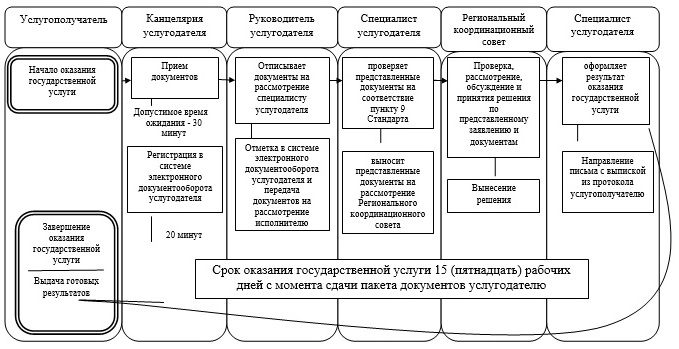 Услугополучатель
Канцелярия
услугодателя
Руководитель
услугодателя
Специалист
услугодателя
Региональный
координационный
совет
Специалист
услугодателя
Начало оказания
государственной
услуги
Прием
документов
Допустимое время
ожидания - 30
минут
Регистрация в
системе
электронного
документооборота
услугодателя
20 минут
Отписывает
документы на
рассмотрение
специалисту
услугодателя
Отметка в системе
электронного
документооборота
услугодателя и
передача
документов на
рассмотрение
исполнителю
проверяет
представленные
документы на
соответствие
пункту 9
Стандарта
выносит
представленные
документы на
рассмотрение
Регионального
координационного
совета
Проверка,
рассмотрение,
обсуждение и
принятия решения
по
представленному
заявлению и
документам
Вынесение
решения
оформляет
результат
оказания
государственной
услуги
Направление
письма с выпиской
из протокола
услугополучателю
Завершение
оказания
государственной
услуги
Выдача готовых
результатов
Срок оказания государственной услуги 15 (пятнадцать) рабочих
дней с момента сдачи пакета документов услугодателю